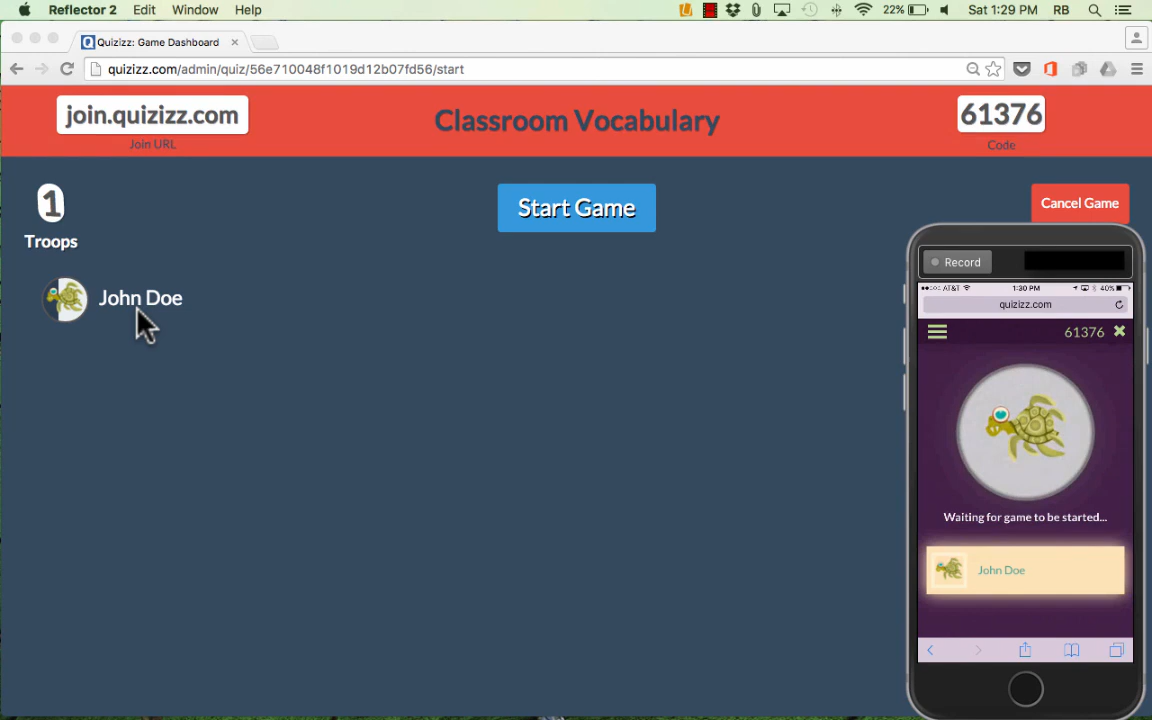 Reflector 2 Edit Window Help 22% Sat 1:29 PM RB
Quizizz: Game Dashboard
quizizz.com/admin/quiz/56e710048f1019d12b07fd56/start
join.quizizz.com
Join URL
Classroom Vocabulary
61376
Code
1
Troops
Start Game
Cancel Game
John Doe
Record
AT&T 1:30 PM 40%
quizizz.com
61376
Waiting for game to be started...
John Doe